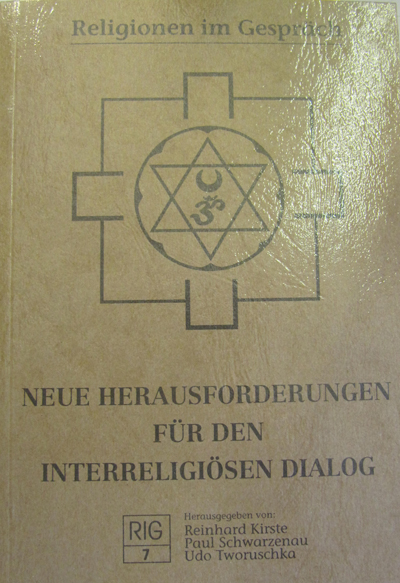 Religionen im Gespräch
ॐ
NEUE HERAUSFORDERUNGEN
FÜR DEN
INTERRELIGIÖSEN DIALOG
RIG
7
Herausgegeben von:
Reinhard Kirste
Paul Schwarzenau
Udo Tworuschka